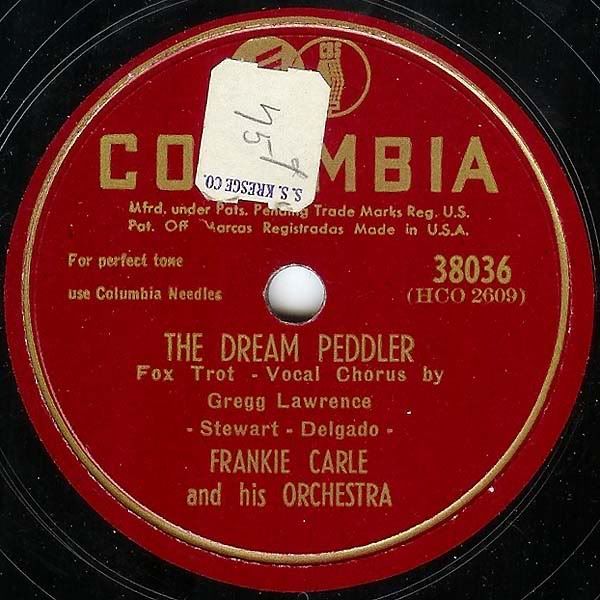 CBS
COLUMBIA
75¢
S. S. KRESGE CO.
Mfrd. under Pats. Pending Trade Marks Reg. U.S.
Pat. Off. Marcas Registradas Made in U.S.A.
For perfect tone
use Columbia Needles
38036
(HCO 2609)
THE DREAM PEDDLER
Fox Trot - Vocal Chorus by
Gregg Lawrence
- Stewart - Delgado -
FRANKIE CARLE
and his ORCHESTRA